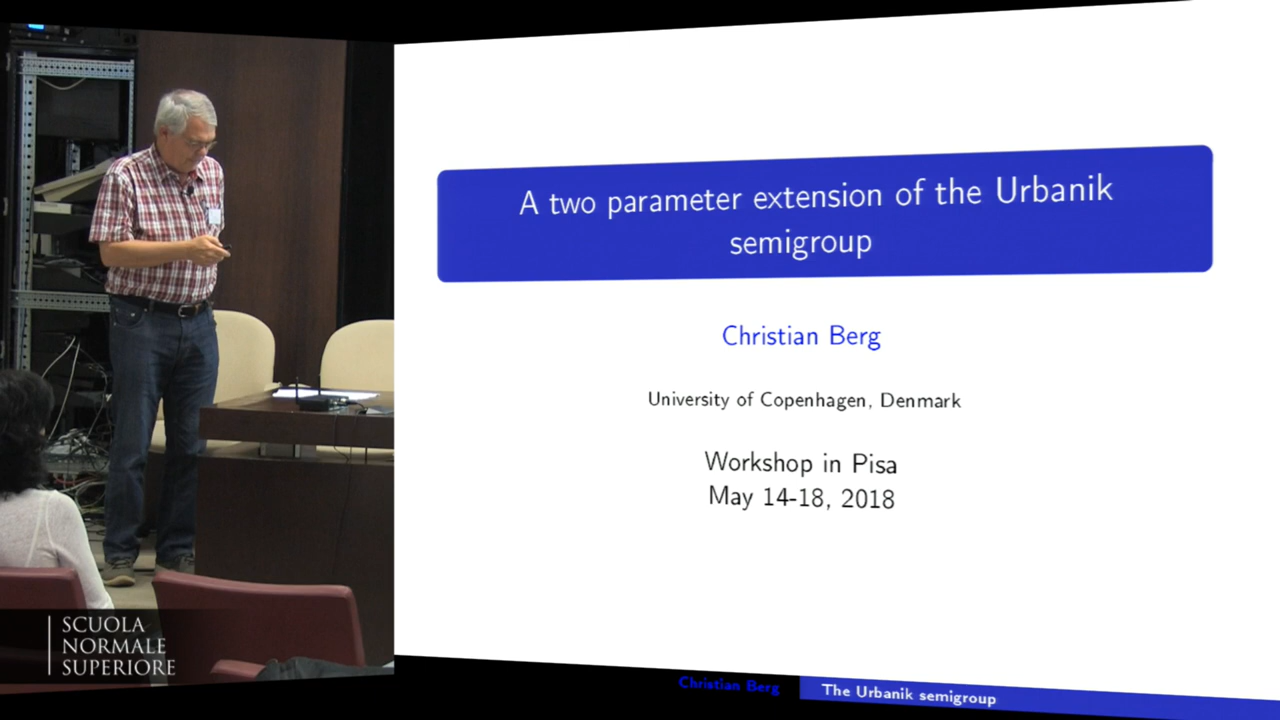 A two parameter extension of the Urbanik
semigroup
Christian Berg
University of Copenhagen, Denmark
Workshop in Pisa
May 14-18, 2018
SCUOLA
NORMALE
SUPERIORE
Christian Berg
The Urbanik semigroup